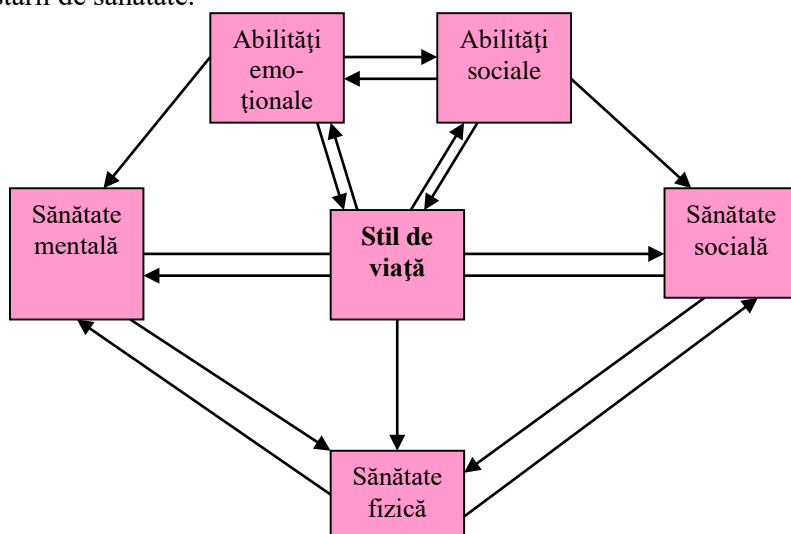 stării de sănătate.
Abilităţi
emo-
ţionale
Abilităţi
sociale
Sănătate
mentală
Stil de
viaţă
Sănătate
socială
Sănătate
fizică